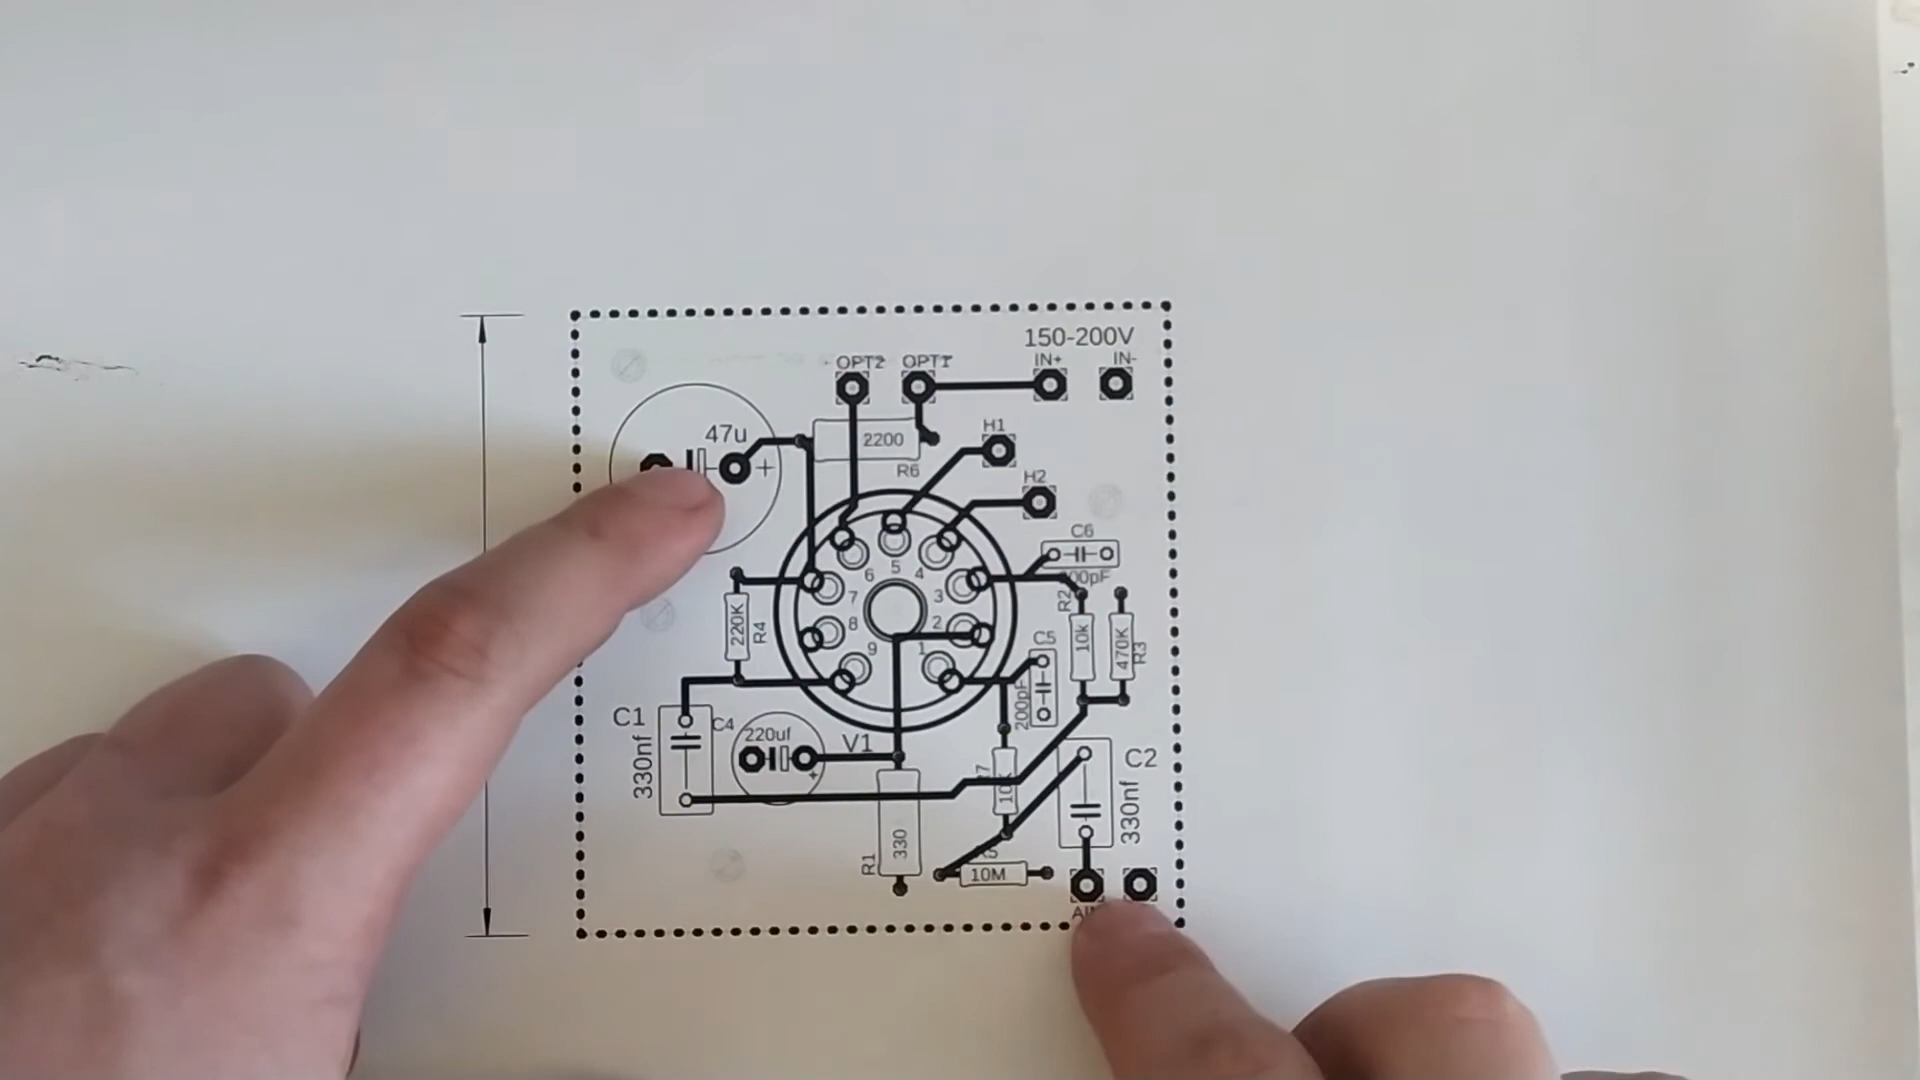 150-200V
OPT2 OPT1 IN+ IN-
47u
+
2200
R6
H1
H2
C6
00pF
6 5 4
7 3
8 2
9 1
220K
R4
R2
10k
470K
R3
C5
200pF
C1
330nf
C4
220uf
+
V1
C2
330nf
330
R1
10M